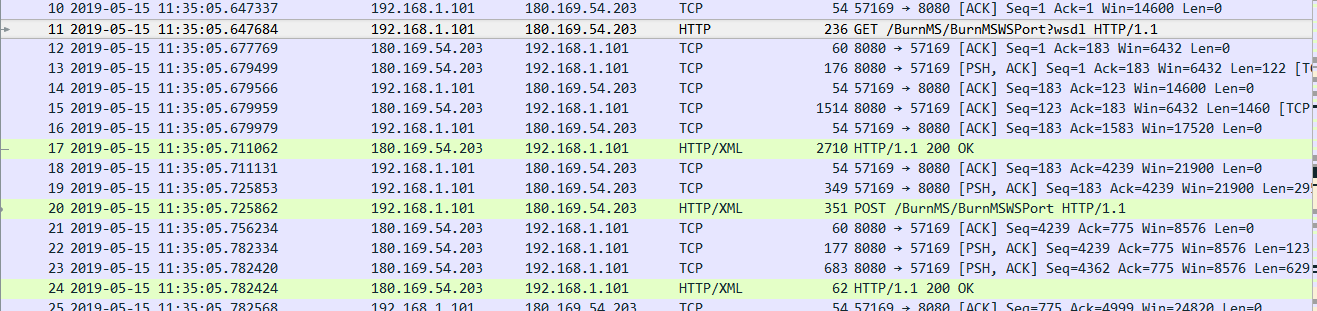 10 2019-05-15 11:35:05.647337 192.168.1.101 180.169.54.203 TCP 54 57169 → 8080 [ACK] Seq=1 Ack=1 Win=14600 Len=0
11 2019-05-15 11:35:05.647684 192.168.1.101 180.169.54.203 HTTP 236 GET /BurnMS/BurnMSWSPort?wsdl HTTP/1.1
12 2019-05-15 11:35:05.677769 180.169.54.203 192.168.1.101 TCP 60 8080 → 57169 [ACK] Seq=1 Ack=183 Win=6432 Len=0
13 2019-05-15 11:35:05.679499 180.169.54.203 192.168.1.101 TCP 176 8080 → 57169 [PSH, ACK] Seq=1 Ack=183 Win=6432 Len=122 [T
14 2019-05-15 11:35:05.679566 192.168.1.101 180.169.54.203 TCP 54 57169 → 8080 [ACK] Seq=183 Ack=123 Win=14600 Len=0
15 2019-05-15 11:35:05.679959 180.169.54.203 192.168.1.101 TCP 1514 8080 → 57169 [ACK] Seq=123 Ack=183 Win=6432 Len=1460 [TCP
16 2019-05-15 11:35:05.679979 192.168.1.101 180.169.54.203 TCP 54 57169 → 8080 [ACK] Seq=183 Ack=1583 Win=17520 Len=0
17 2019-05-15 11:35:05.711062 180.169.54.203 192.168.1.101 HTTP/XML 2710 HTTP/1.1 200 OK
18 2019-05-15 11:35:05.711131 192.168.1.101 180.169.54.203 TCP 54 57169 → 8080 [ACK] Seq=183 Ack=4239 Win=21900 Len=0
19 2019-05-15 11:35:05.725853 192.168.1.101 180.169.54.203 TCP 349 57169 → 8080 [PSH, ACK] Seq=183 Ack=4239 Win=21900 Len=29
20 2019-05-15 11:35:05.725862 192.168.1.101 180.169.54.203 HTTP/XML 351 POST /BurnMS/BurnMSWSPort HTTP/1.1
21 2019-05-15 11:35:05.756234 180.169.54.203 192.168.1.101 TCP 60 8080 → 57169 [ACK] Seq=4239 Ack=775 Win=8576 Len=0
22 2019-05-15 11:35:05.782334 180.169.54.203 192.168.1.101 TCP 177 8080 → 57169 [PSH, ACK] Seq=4239 Ack=775 Win=8576 Len=123
23 2019-05-15 11:35:05.782420 180.169.54.203 192.168.1.101 TCP 683 8080 → 57169 [PSH, ACK] Seq=4362 Ack=775 Win=8576 Len=629
24 2019-05-15 11:35:05.782424 180.169.54.203 192.168.1.101 HTTP/XML 62 HTTP/1.1 200 OK
25 2019-05-15 11:35:05.782568 192.168.1.101 180.169.54.203 TCP 54 57169 → 8080 [ACK] Seq=775 Ack=4999 Win=24820 Len=0